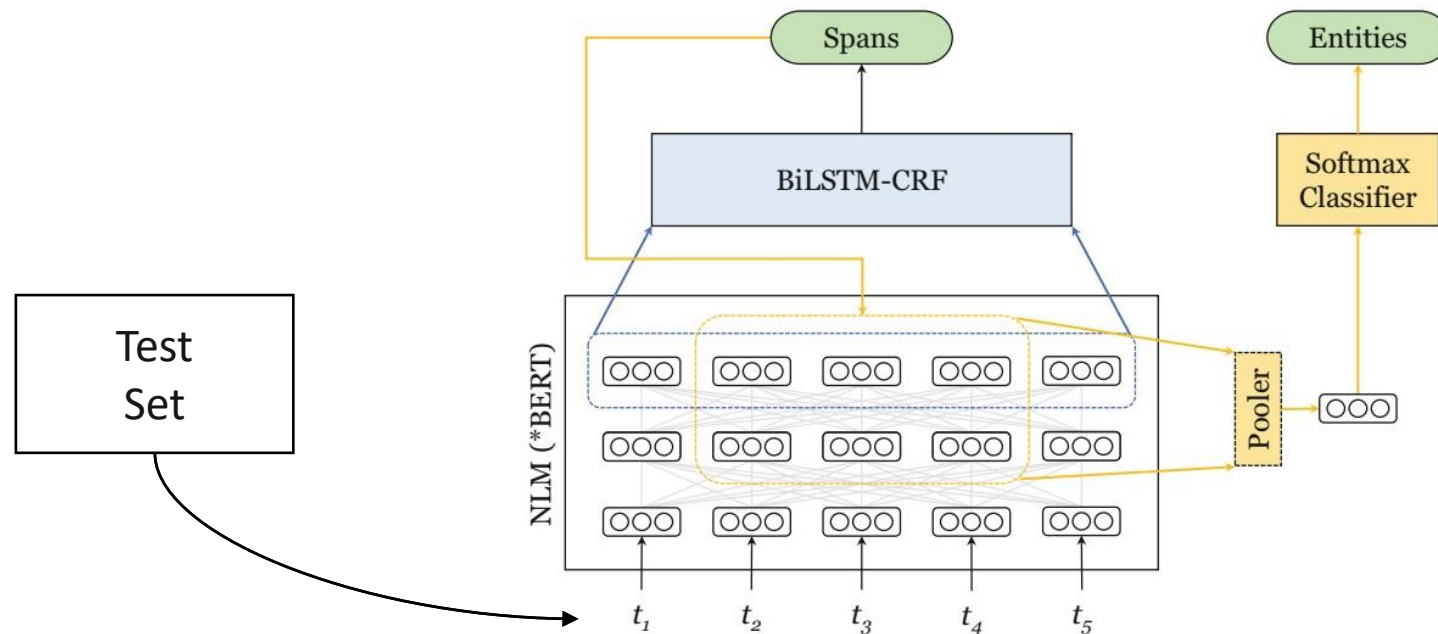 Spans
Entities
BiLSTM-CRF
Softmax
Classifier
Test
Set
NLM (*BERT)
Pooler
t₁
t₂
t₃
t₄
t₅